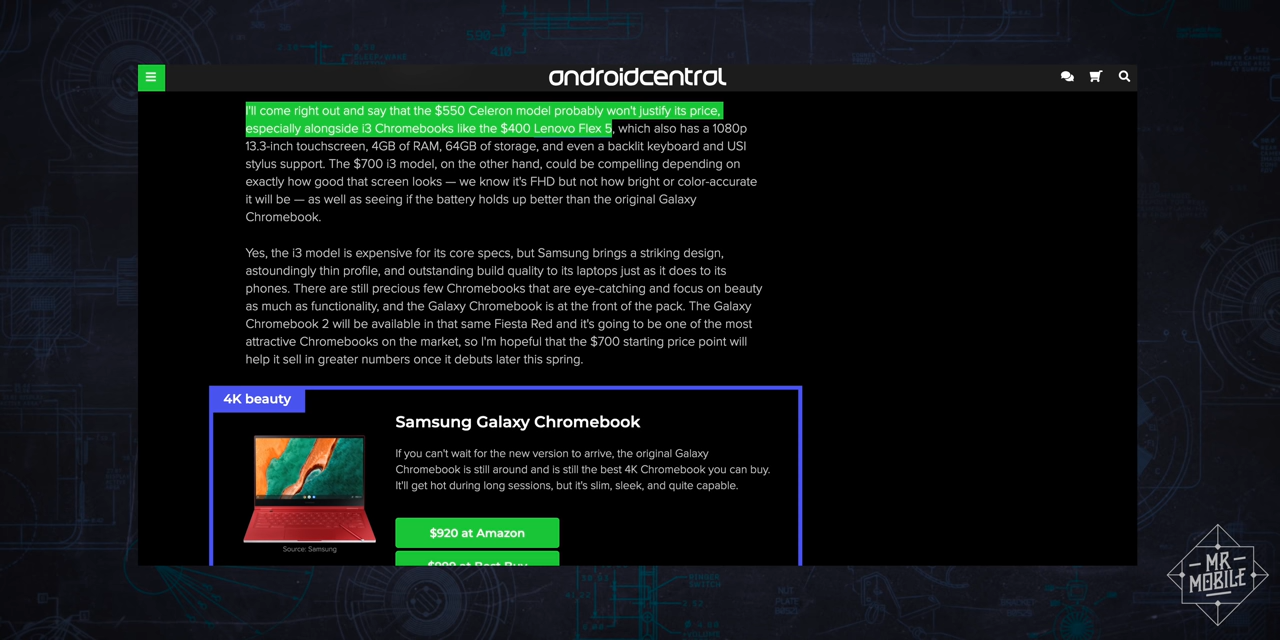 androidcentral
I'll come right out and say that the $550 Celeron model probably won't justify its price,
especially alongside i3 Chromebooks like the $400 Lenovo Flex 5, which also has a 1080p
13.3-inch touchscreen, 4GB of RAM, 64GB of storage, and even a backlit keyboard and USI
stylus support. The $700 i3 model, on the other hand, could be compelling depending on
exactly how good that screen looks — we know it's FHD but not how bright or color-accurate
it will be — as well as seeing if the battery holds up better than the original Galaxy
Chromebook.
Yes, the i3 model is expensive for its core specs, but Samsung brings a striking design,
astoundingly thin profile, and outstanding build quality to its laptops just as it does to its
phones. There are still precious few Chromebooks that are eye-catching and focus on beauty
as much as functionality, and the Galaxy Chromebook is at the front of the pack. The Galaxy
Chromebook 2 will be available in that same Fiesta Red and it's going to be one of the most
attractive Chromebooks on the market, so I'm hopeful that the $700 starting price point will
help it sell in greater numbers once it debuts later this spring.
4K beauty
Samsung Galaxy Chromebook
If you can't wait for the new version to arrive, the original Galaxy
Chromebook is still around and is still the best 4K Chromebook you can buy.
It'll get hot during long sessions, but it's slim, sleek, and quite capable.
$920 at Amazon
Source: Samsung
at Best Buy
MR
MOBILE